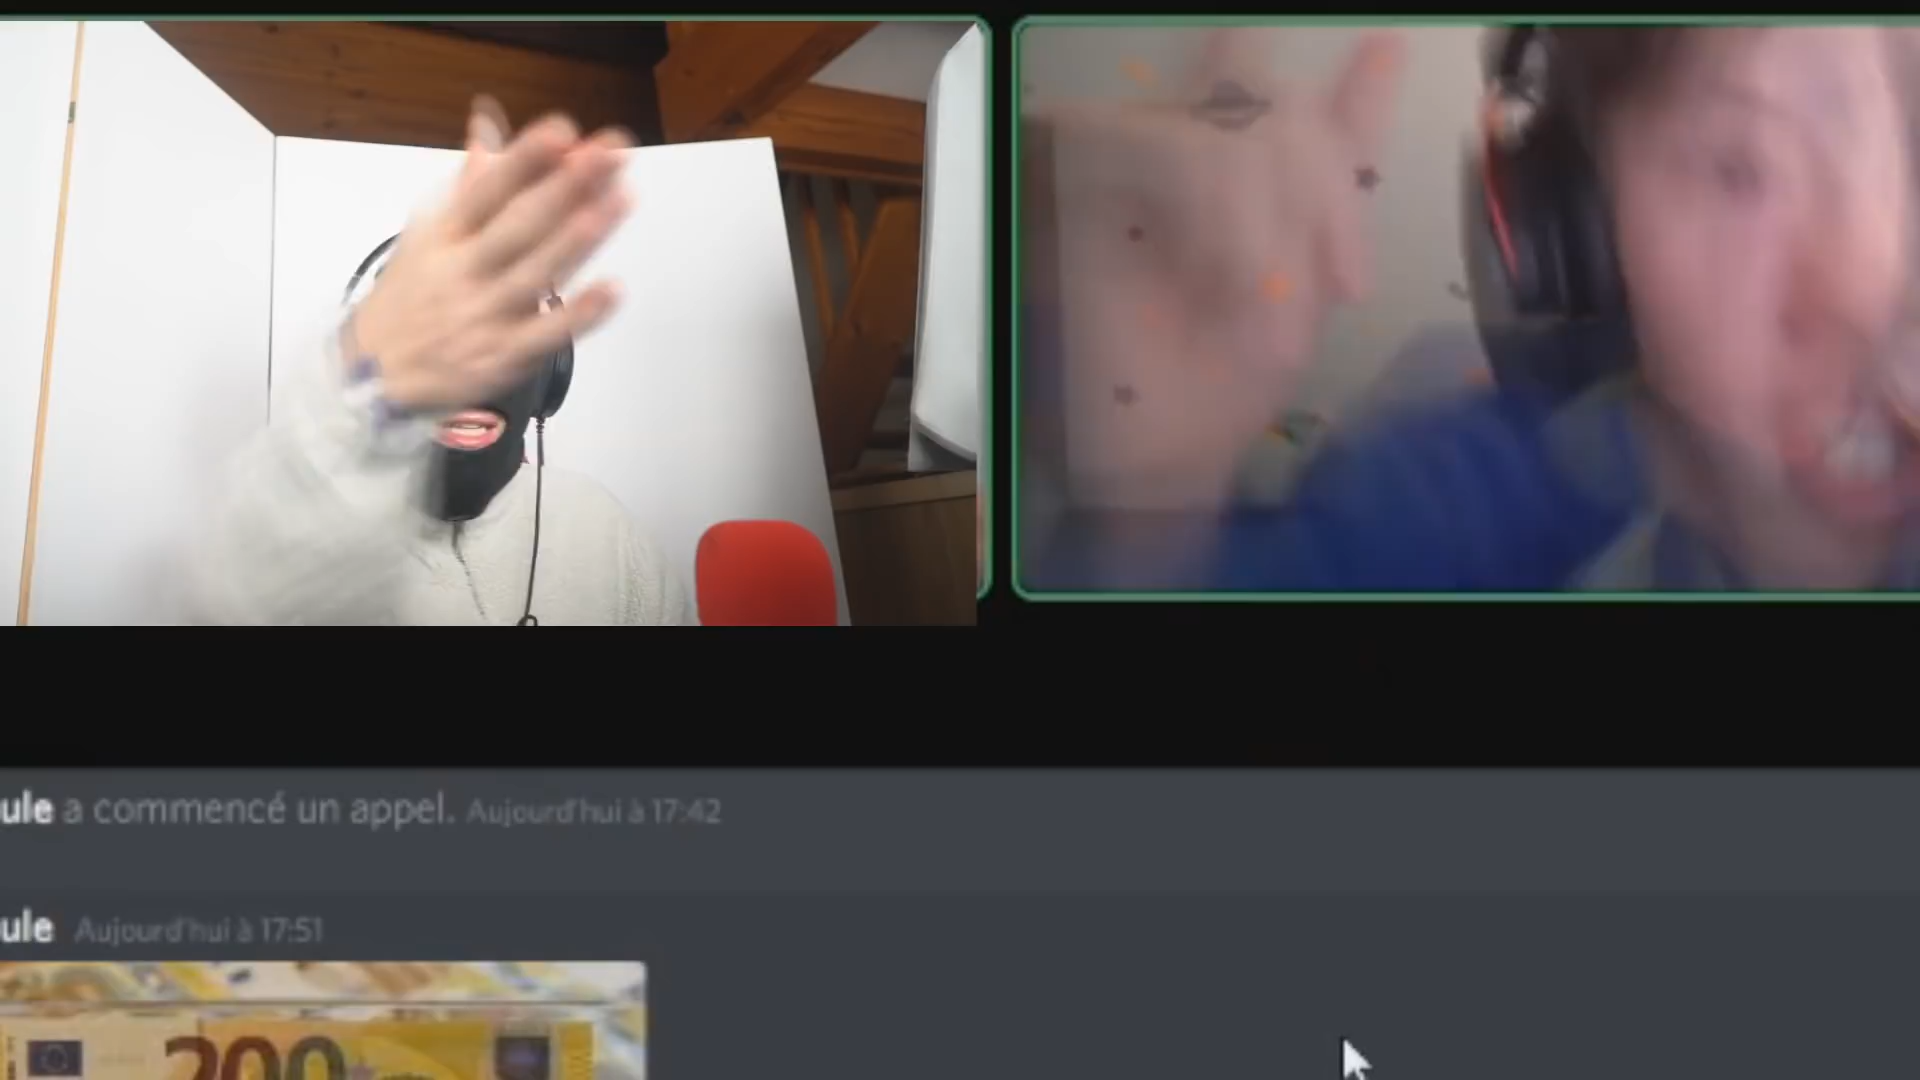 ule a commencé un appel. Aujourd'hui à 17:42
ule Aujourd'hui à 17:51
200